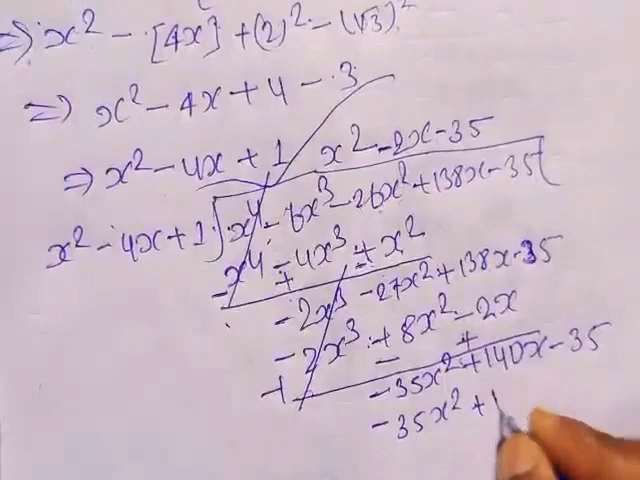 ⇒ x² - [4x] + (2)² - (√3)²
⇒ x² - 4x + 4 - 3
⇒ x² - 4x + 1
x² - 2x - 35
x² - 4x + 1 ) x⁴ - 6x³ - 26x² + 138x - 35 (
x⁴ - 4x³ + x²
- + -
- 2x³ - 27x² + 138x - 35
- 2x³ + 8x² - 2x
+ - +
- 35x² + 140x - 35
- 35x² + 1